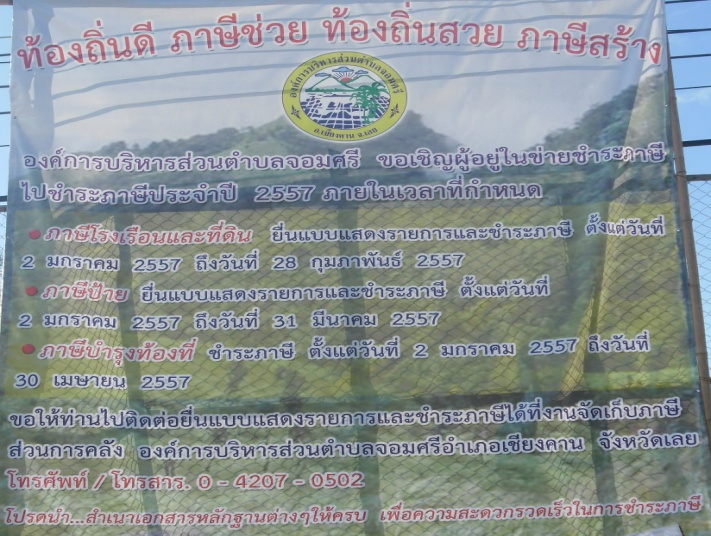 ท้องถิ่นดี ภาษีช่วย ท้องถิ่นสวย ภาษีสร้าง
องค์การบริหารส่วนตำบลจอมศรี
อ.เชียงคาน จ.เลย
องค์การบริหารส่วนตำบลจอมศรี ขอเชิญผู้อยู่ในข่ายชำระภาษี
ไปชำระภาษีประจำปี 2557 ภายในเวลาที่กำหนด
•ภาษีโรงเรือนและที่ดิน ยื่นแบบแสดงรายการและชำระภาษี ตั้งแต่วันที่
2 มกราคม 2557 ถึงวันที่ 28 กุมภาพันธ์ 2557
•ภาษีป้าย ยื่นแบบแสดงรายการและชำระภาษี ตั้งแต่วันที่
2 มกราคม 2557 ถึงวันที่ 31 มีนาคม 2557
•ภาษีบำรุงท้องที่ ชำระภาษี ตั้งแต่วันที่ 2 มกราคม 2557 ถึงวันที่
30 เมษายน 2557
ขอให้ท่านไปติดต่อยื่นแบบแสดงรายการและชำระภาษีได้ที่งานจัดเก็บภาษี
ส่วนการคลัง องค์การบริหารส่วนตำบลจอมศรีอำเภอเชียงคาน จังหวัดเลย
โทรศัพท์ / โทรสาร. 0 - 4207 - 0502
โปรดนำ...สำเนาเอกสารหลักฐานต่างๆให้ครบ เพื่อความสะดวกรวดเร็วในการชำระภาษี